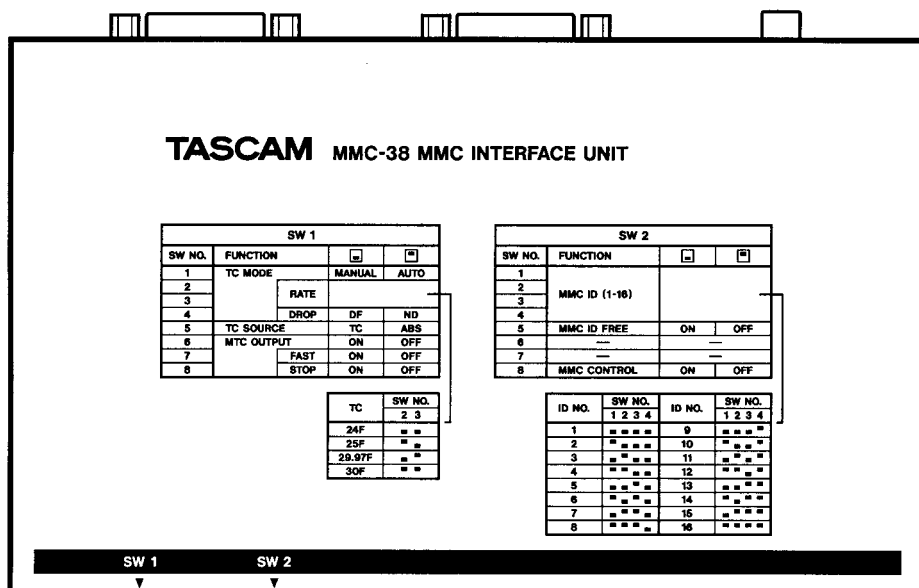 TASCAM MMC-38 MMC INTERFACE UNIT
SW 1
SW NO. FUNCTION
1 TC MODE MANUAL AUTO
2
RATE
3
4 DROP DF ND
5 TC SOURCE TC ABS
6 MTC OUTPUT ON OFF
7 FAST ON OFF
8 STOP ON OFF
TC SW NO.
2 3
24F
25F
29.97F
30F
SW 2
SW NO. FUNCTION
1
2
MMC ID (1-16)
3
4
5 MMC ID FREE ON OFF
6 — —
7 — —
8 MMC CONTROL ON OFF
ID NO. SW NO. ID NO. SW NO.
1 2 3 4 1 2 3 4
1 9
2 10
3 11
4 12
5 13
6 14
7 15
8 16
SW 1 SW 2